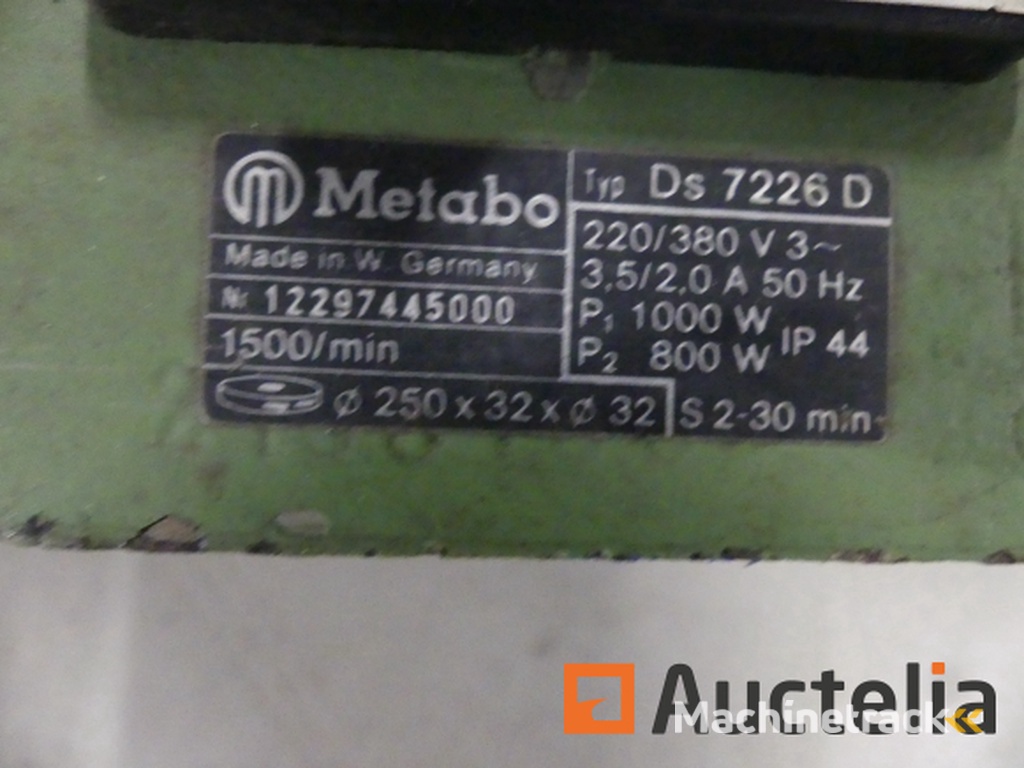 Metabo
Made in W. Germany
Nr 12297445000
1500/min
ø 250 x 32 x ø 32
Typ Ds 7226 D
220/380 V 3~
3,5/2,0 A 50 Hz
P1 1000 W
P2 800 W
IP 44
S 2-30 min
Auctelia
Machinetrack